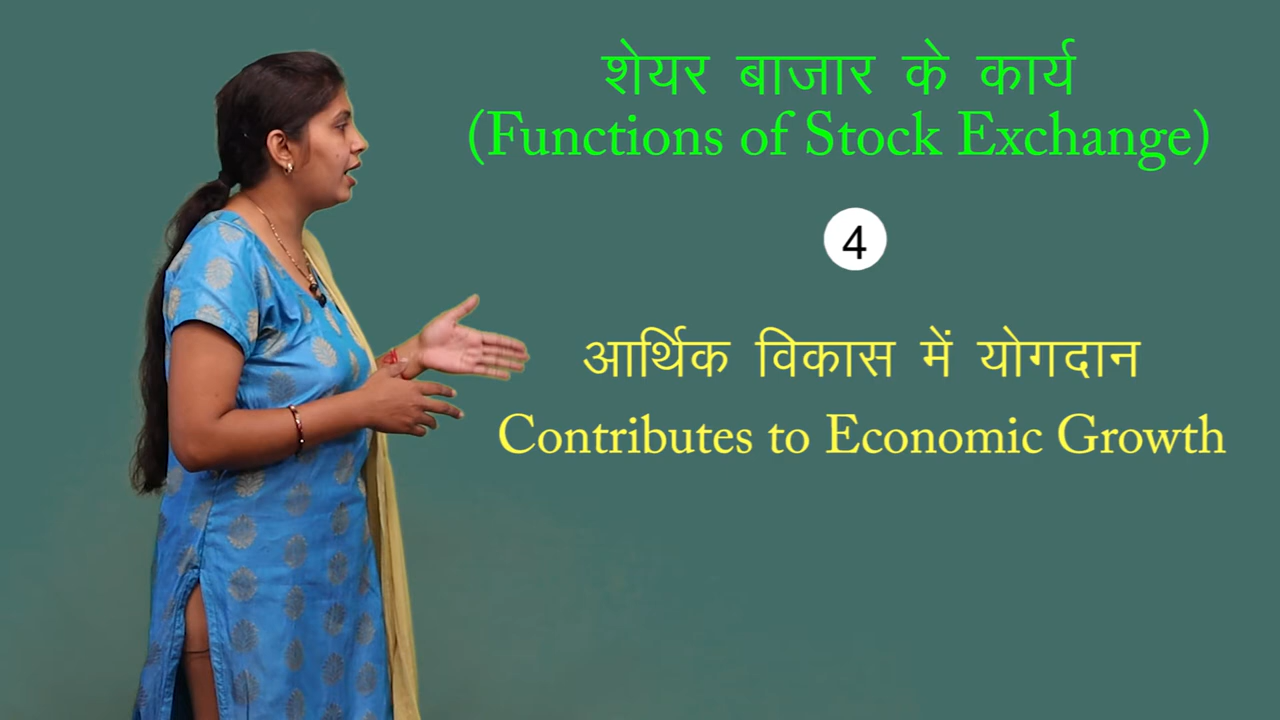 शेयर बाजार के कार्य
(Functions of Stock Exchange)
4
आर्थिक विकास में योगदान
Contributes to Economic Growth